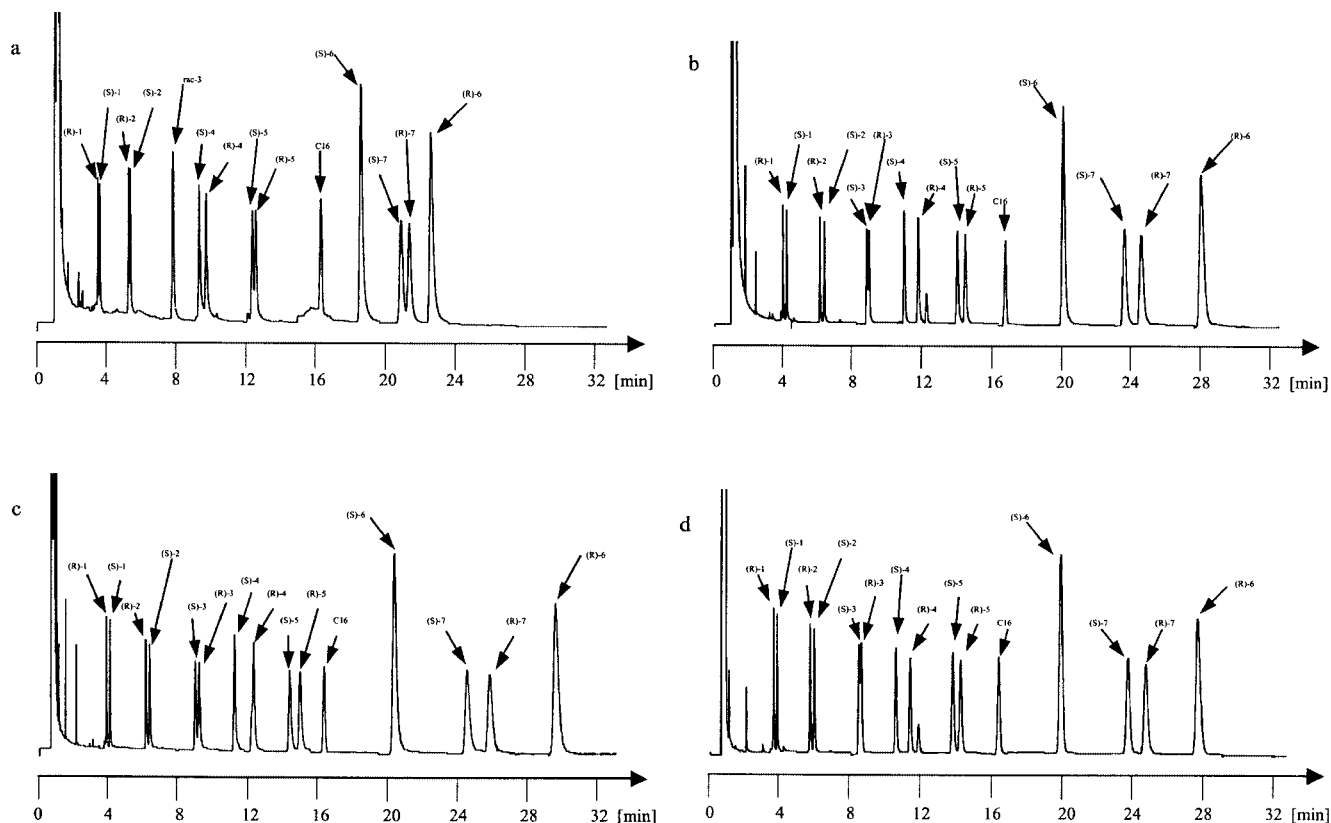 a
(R)-1
(S)-1
(R)-2
(S)-2
rac-3
(S)-4
(R)-4
(S)-5
(R)-5
C16
(S)-6
(S)-7
(R)-7
(R)-6
0 4 8 12 16 20 24 28 32 [min]
b
(R)-1
(S)-1
(R)-2
(S)-2
(S)-3
(R)-3
(S)-4
(R)-4
(S)-5
(R)-5
C16
(S)-6
(S)-7
(R)-7
(R)-6
0 4 8 12 16 20 24 28 32 [min]
c
(R)-1
(S)-1
(R)-2
(S)-2
(S)-3
(R)-3
(S)-4
(R)-4
(S)-5
(R)-5
C16
(S)-6
(S)-7
(R)-7
(R)-6
0 4 8 12 16 20 24 28 32 [min]
d
(R)-1
(S)-1
(R)-2
(S)-2
(S)-3
(R)-3
(S)-4
(R)-4
(S)-5
(R)-5
C16
(S)-6
(S)-7
(R)-7
(R)-6
0 4 8 12 16 20 24 28 32 [min]